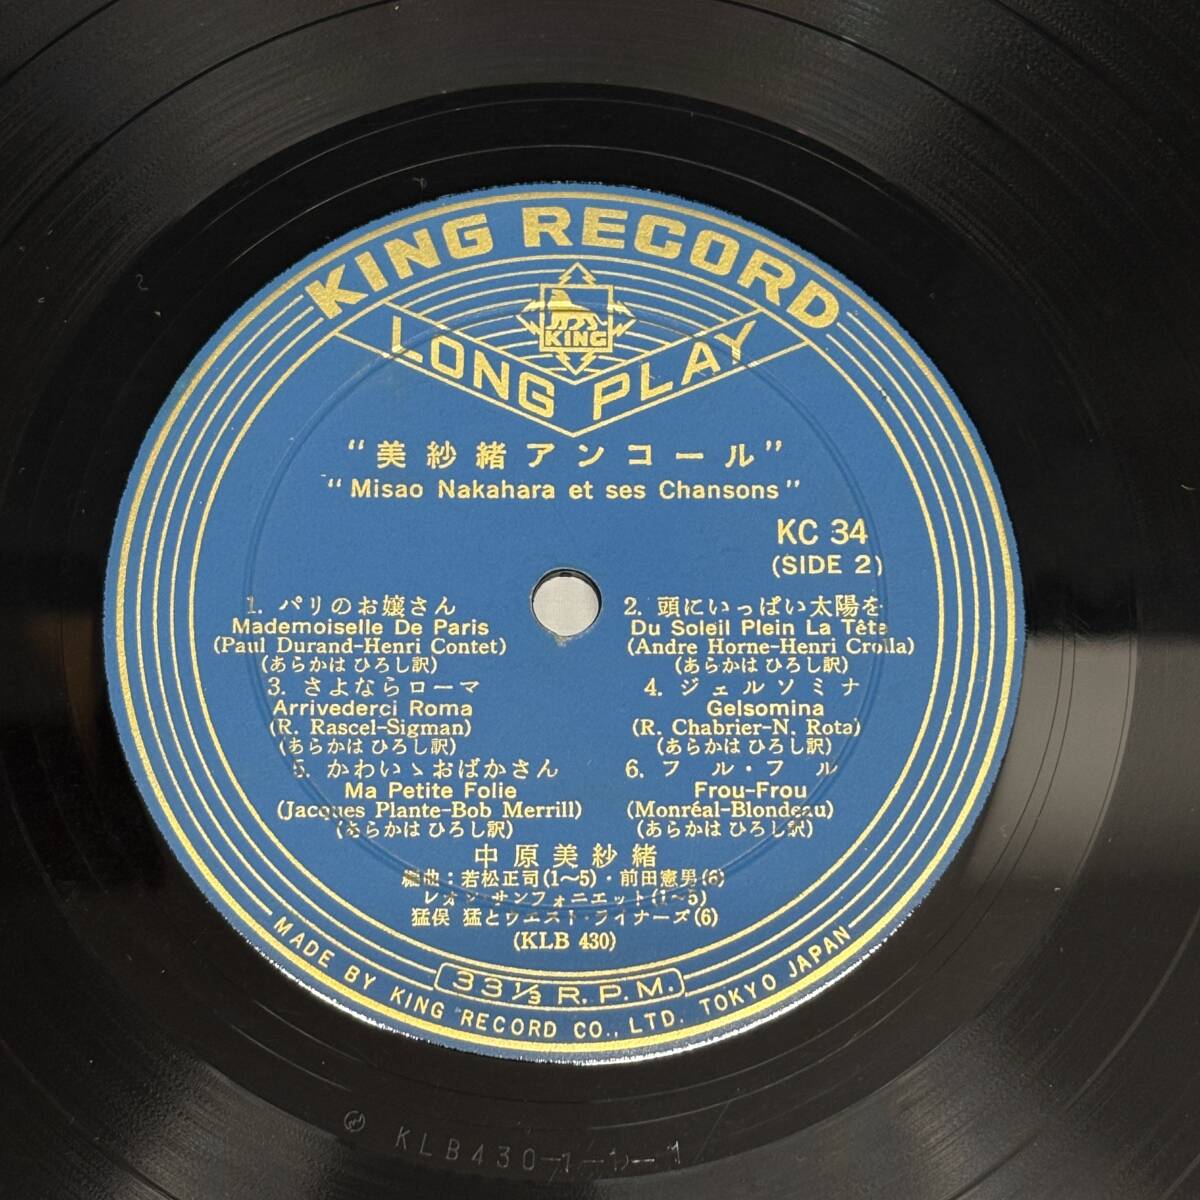 KING RECORD
KING
LONG PLAY
“美紗緒アンコール”
“Misao Nakahara et ses Chansons”
KC 34
(SIDE 2)
1. パリのお嬢さん
Mademoiselle De Paris
(Paul Durand-Henri Contet)
(あらかは ひろし訳)
2. 頭にいっぱい太陽を
Du Soleil Plein La Tête
(Andre Horne-Henri Crolla)
(あらかは ひろし訳)
3. さよならローマ
Arrivederci Roma
(R. Rascel-Sigman)
(あらかは ひろし訳)
4. ジェルソミナ
Gelsomina
(R. Chabrier-N. Rota)
(あらかは ひろし訳)
5. かわいゝおばかさん
Ma Petite Folie
(Jacques Plante-Bob Merrill)
(あらかは ひろし訳)
6. フル・フル
Frou-Frou
(Monréal-Blondeau)
(あらかは ひろし訳)
中原美紗緒
編曲：若松正司(1〜5)・前田憲男(6)
レオン・サンフォニエット(1〜5)
猛俣 猛とウエスト・ライナーズ(6)
(KLB 430)
33⅓ R.P.M.
MADE BY KING RECORD CO., LTD. TOKYO JAPAN
KLB430-1-1-1